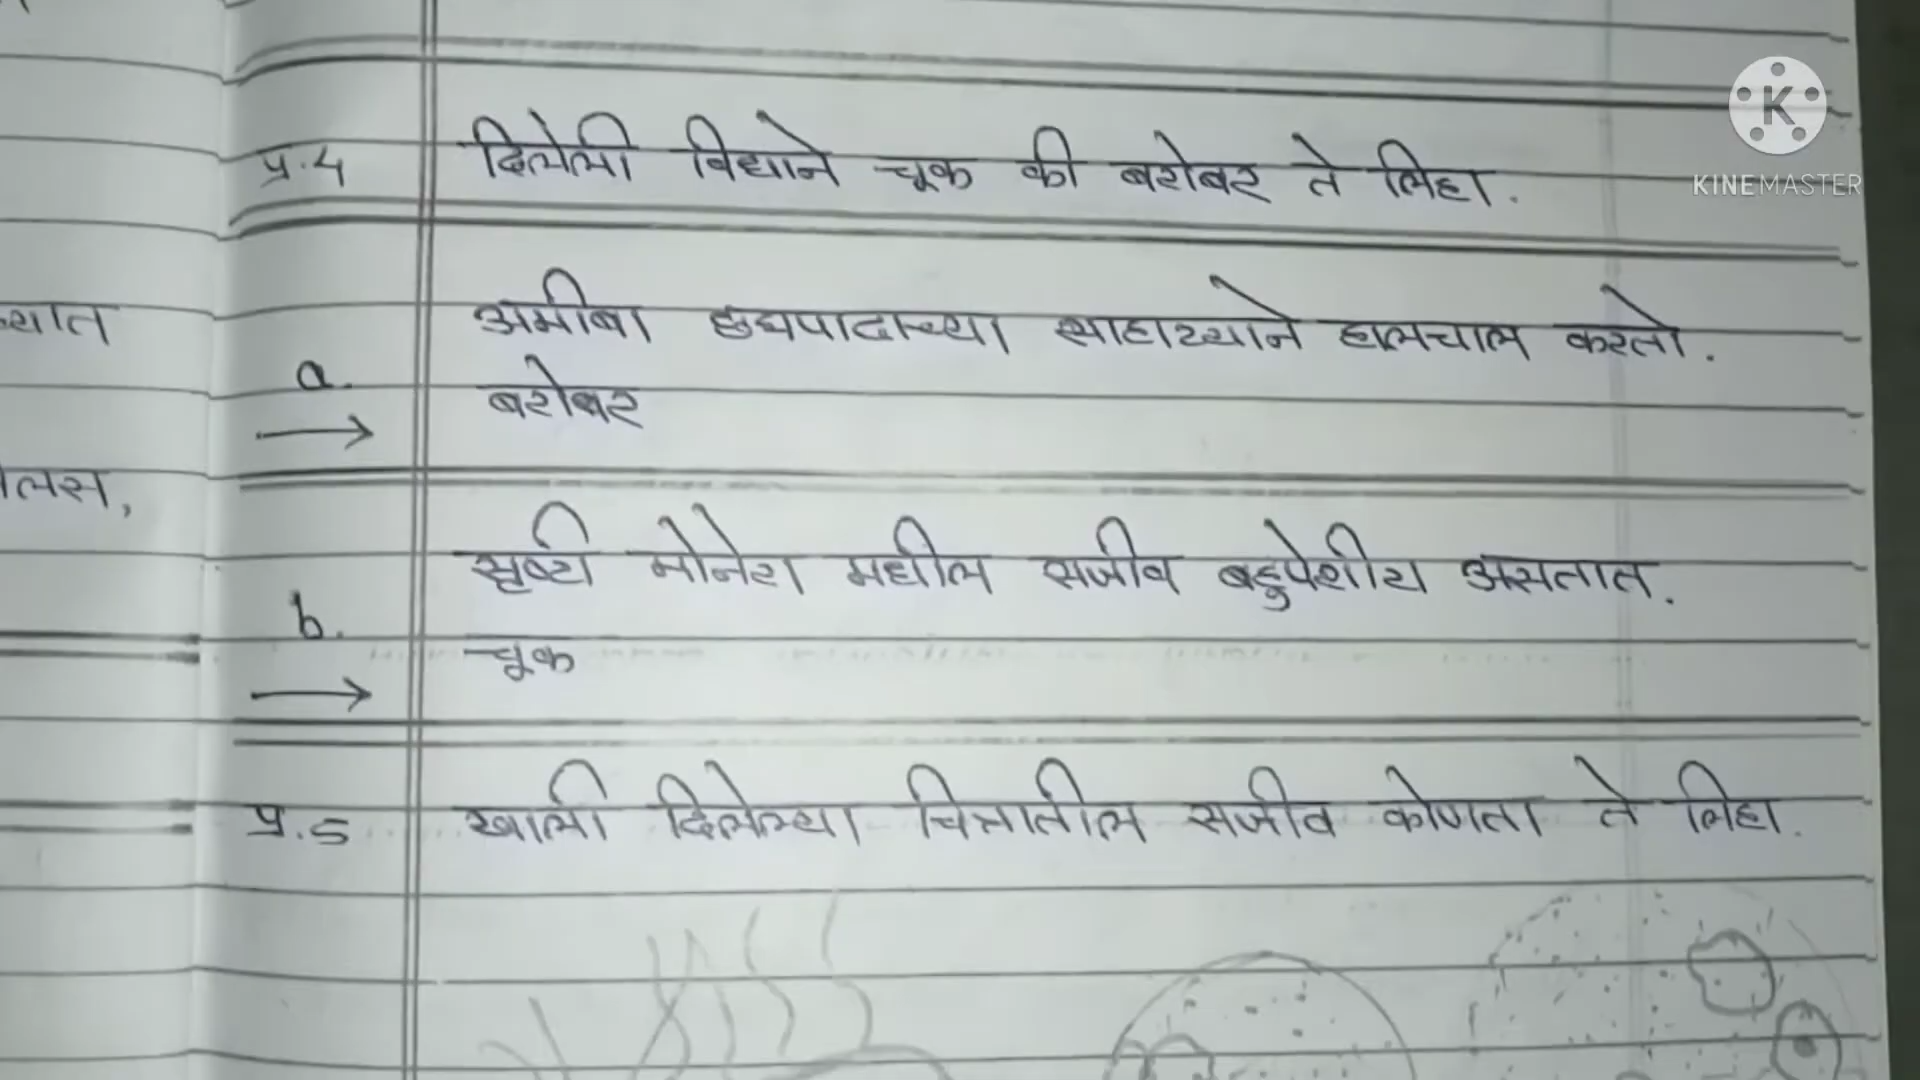 प्र.4 दिलेली विधाने चूक की बरोबर ते लिहा.
अमीबा छद्मपादाच्या साहाय्याने हालचाल करतो.
a.
→ बरोबर
सृष्टी मोनेरा मधील सजीव बहुपेशीय असतात.
b.
→ चूक
प्र.5 खाली दिलेल्या चित्रातील सजीव कोणता ते लिहा.
K
KINEMASTER